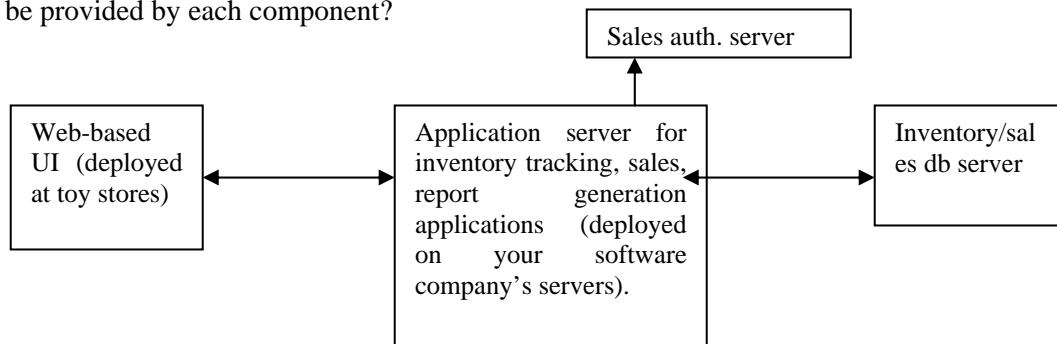 be provided by each component?
Sales auth. server
Web-based
UI (deployed
at toy stores)
Application server for
inventory tracking, sales,
report generation
applications (deployed
on your software
company's servers).
Inventory/sal
es db server